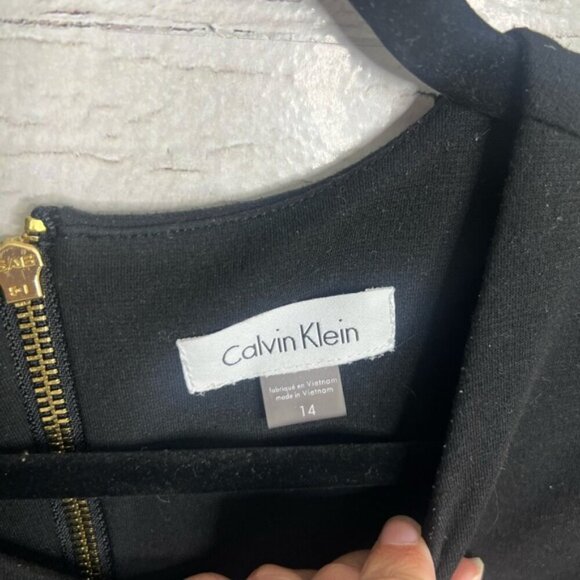 Calvin Klein
fabriqué en Vietnam
made in Vietnam
14